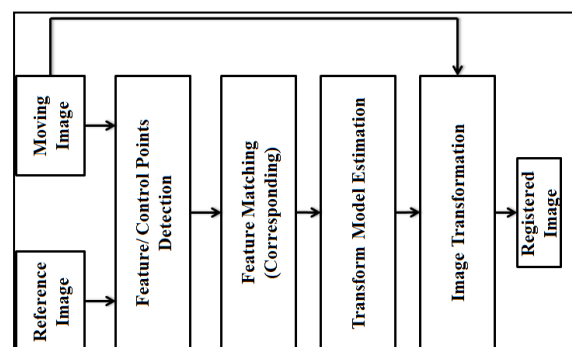 Moving
Image
Reference
Image
Feature/ Control Points
Detection
Feature Matching
(Corresponding)
Transform Model Estimation
Image Transformation
Registered
Image